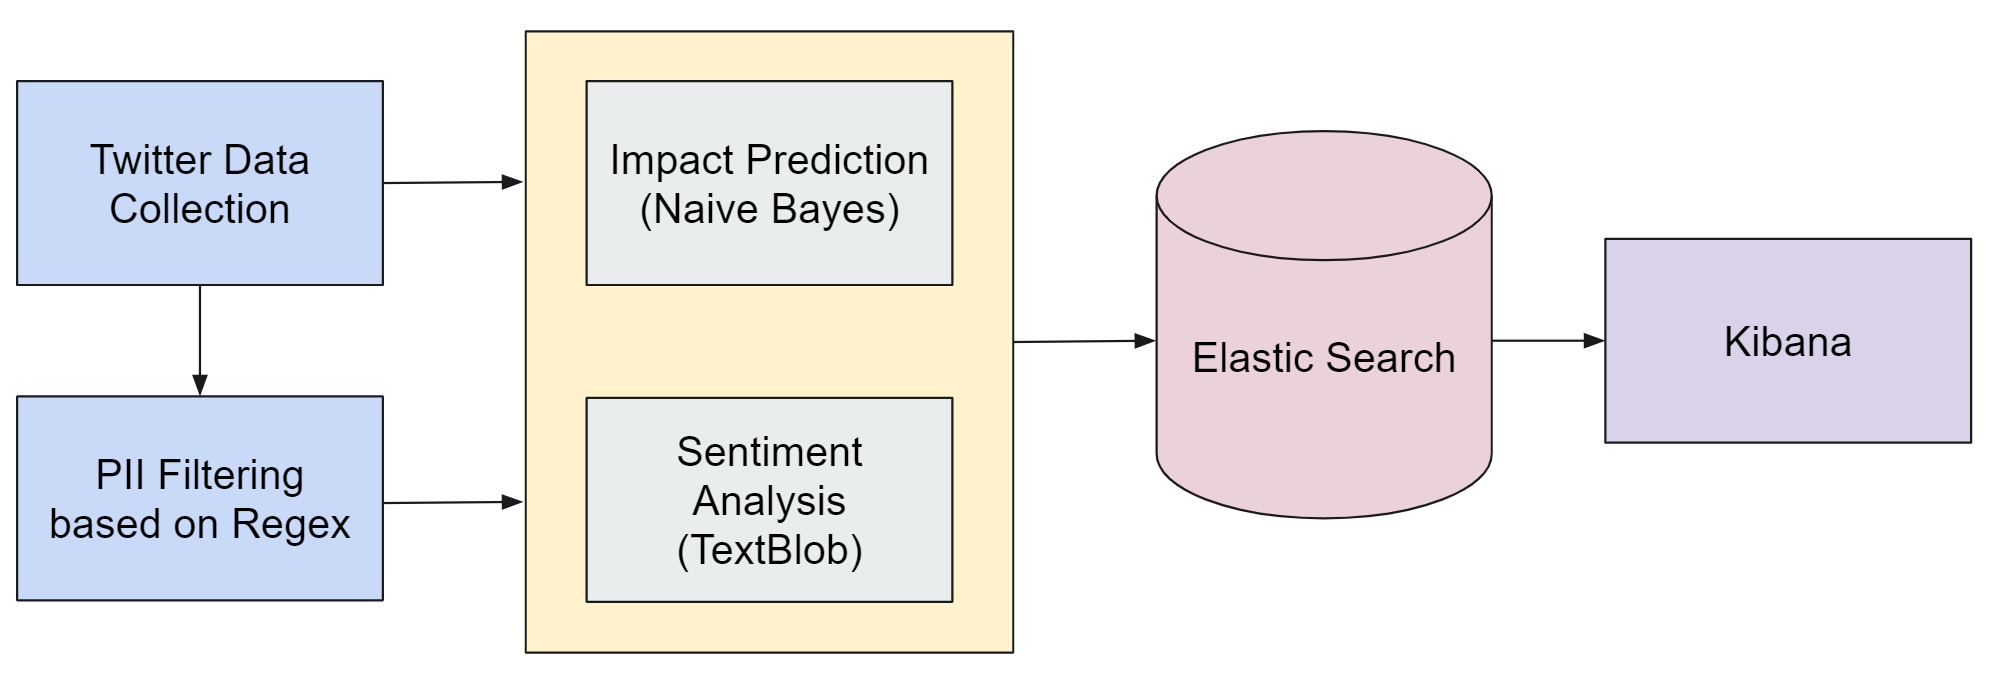 Twitter Data
Collection
Impact Prediction
(Naive Bayes)
PII Filtering
based on Regex
Sentiment
Analysis
(TextBlob)
Elastic Search
Kibana